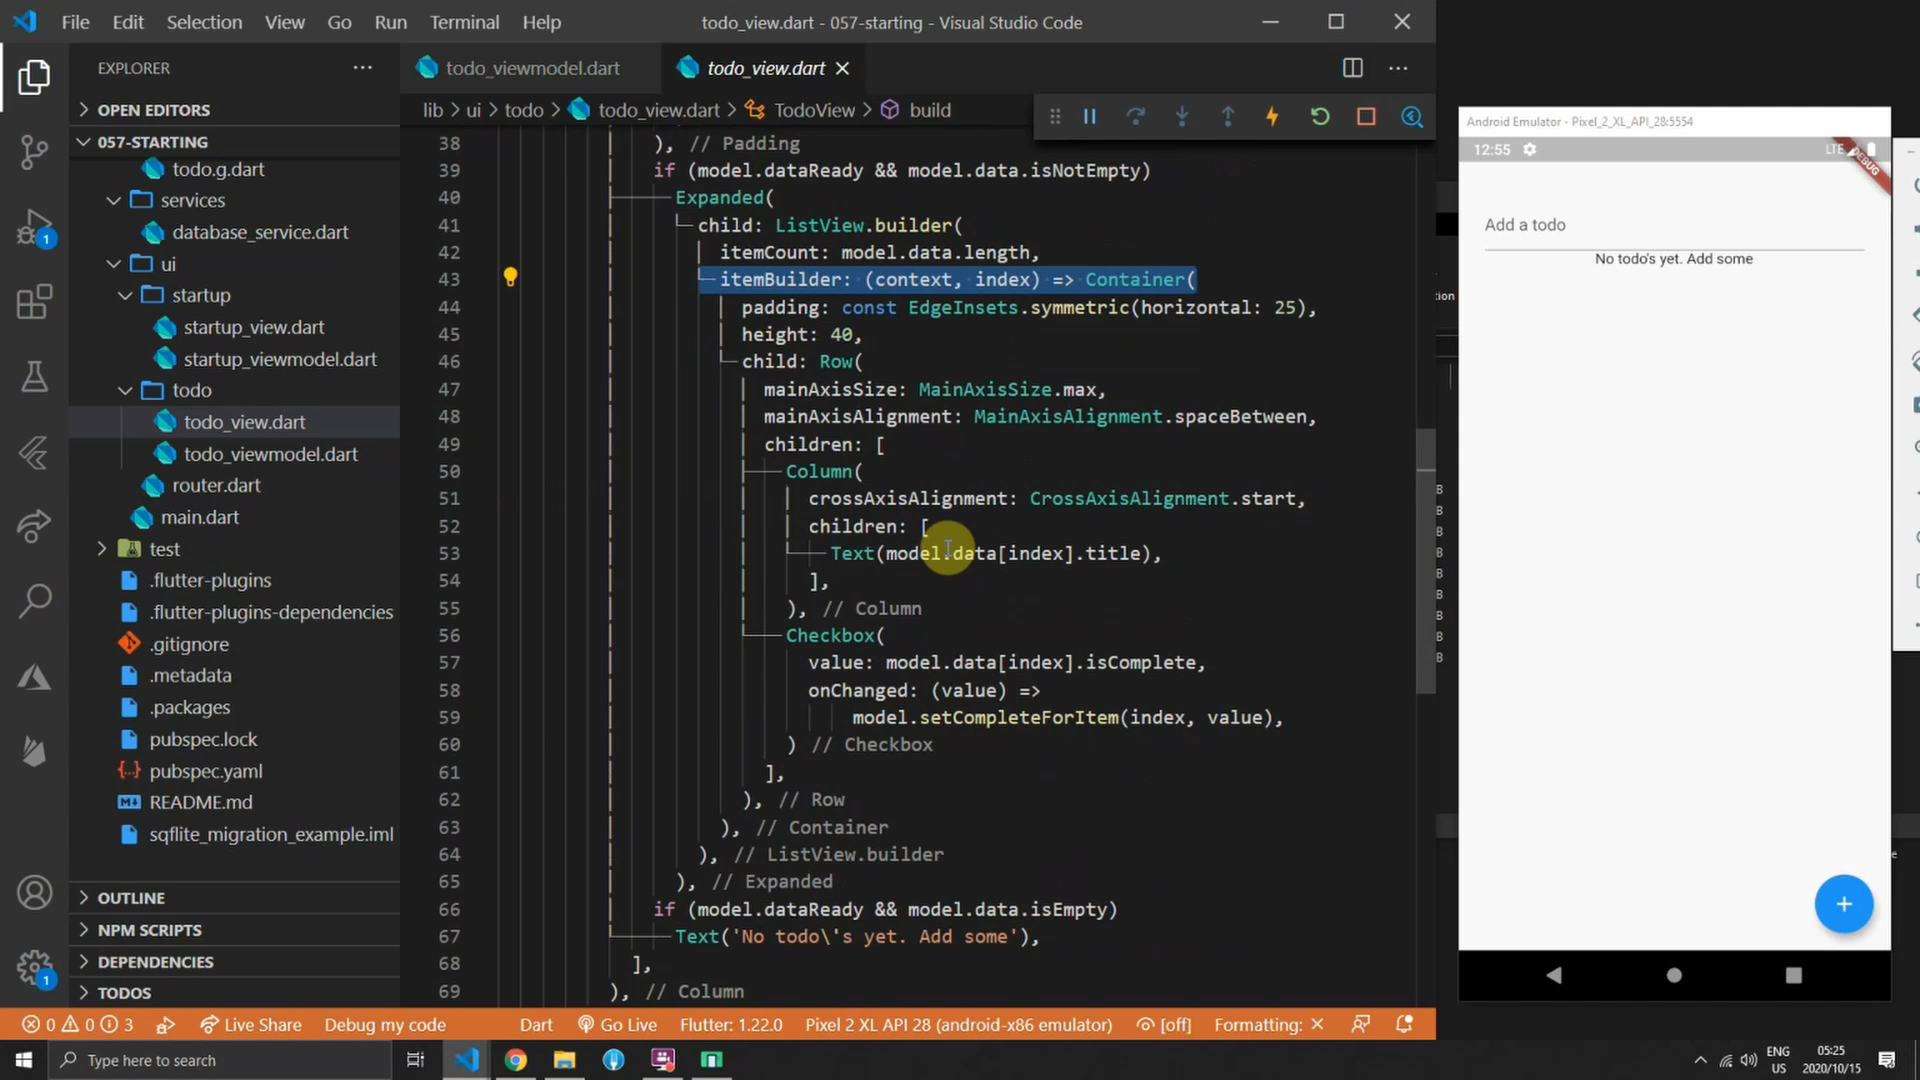 File Edit Selection View Go Run Terminal Help
todo_view.dart - 057-starting - Visual Studio Code
EXPLORER
OPEN EDITORS
057-STARTING
todo.g.dart
services
database_service.dart
ui
startup
startup_view.dart
startup_viewmodel.dart
todo
todo_view.dart
todo_viewmodel.dart
router.dart
main.dart
test
.flutter-plugins
.flutter-plugins-dependencies
.gitignore
.metadata
.packages
pubspec.lock
pubspec.yaml
README.md
sqflite_migration_example.iml
OUTLINE
NPM SCRIPTS
DEPENDENCIES
TODOS
1
1
todo_viewmodel.dart
todo_view.dart
lib > ui > todo > todo_view.dart > TodoView > build
38 ), // Padding
39 if (model.dataReady && model.data.isNotEmpty)
40 Expanded(
41 child: ListView.builder(
42 itemCount: model.data.length,
43 itemBuilder: (context, index) => Container(
44 padding: const EdgeInsets.symmetric(horizontal: 25),
45 height: 40,
46 child: Row(
47 mainAxisSize: MainAxisSize.max,
48 mainAxisAlignment: MainAxisAlignment.spaceBetween,
49 children: [
50 Column(
51 crossAxisAlignment: CrossAxisAlignment.start,
52 children: [
53 Text(model.data[index].title),
54 ],
55 ), // Column
56 Checkbox(
57 value: model.data[index].isComplete,
58 onChanged: (value) =>
59 model.setCompleteForItem(index, value),
60 ) // Checkbox
61 ],
62 ), // Row
63 ), // Container
64 ), // ListView.builder
65 ), // Expanded
66 if (model.dataReady && model.data.isEmpty)
67 Text('No todo\'s yet. Add some'),
68 ],
69 ), // Column
Android Emulator - Pixel_2_XL_API_28:5554
12:55 LTE
DEBUG
Add a todo
No todo's yet. Add some
+
0 0 3 Live Share Debug my code Dart Go Live Flutter: 1.22.0 Pixel 2 XL API 28 (android-x86 emulator) [off] Formatting: ✕
Type here to search
ENG
US
05:25
2020/10/15